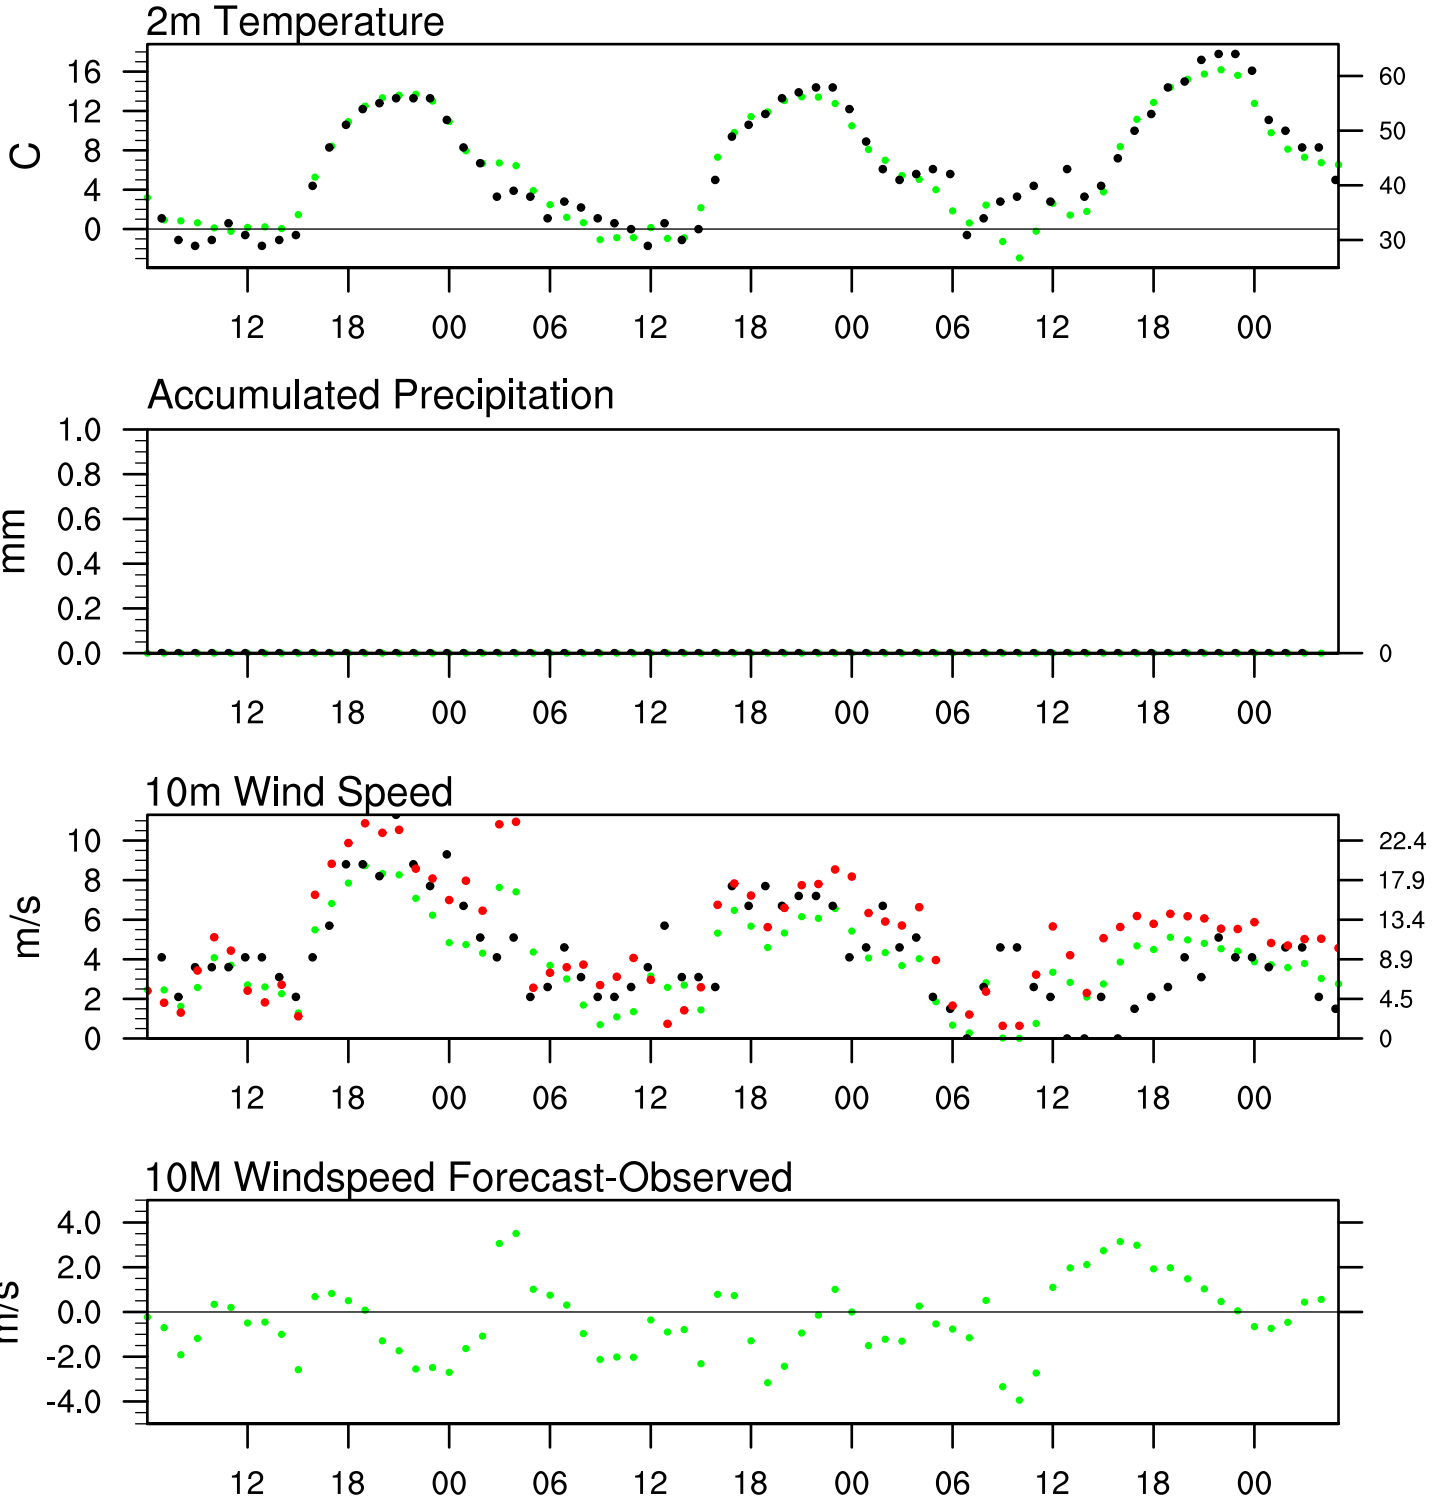 2m Temperature
16
12
8
4
0
C
60
50
40
30
12 18 00 06 12 18 00 06 12 18 00
Accumulated Precipitation
1.0
0.8
0.6
0.4
0.2
0.0
mm
0
12 18 00 06 12 18 00 06 12 18 00
10m Wind Speed
10
8
6
4
2
0
m/s
22.4
17.9
13.4
8.9
4.5
0
12 18 00 06 12 18 00 06 12 18 00
10M Windspeed Forecast-Observed
4.0
2.0
0.0
-2.0
-4.0
m/s
12 18 00 06 12 18 00 06 12 18 00